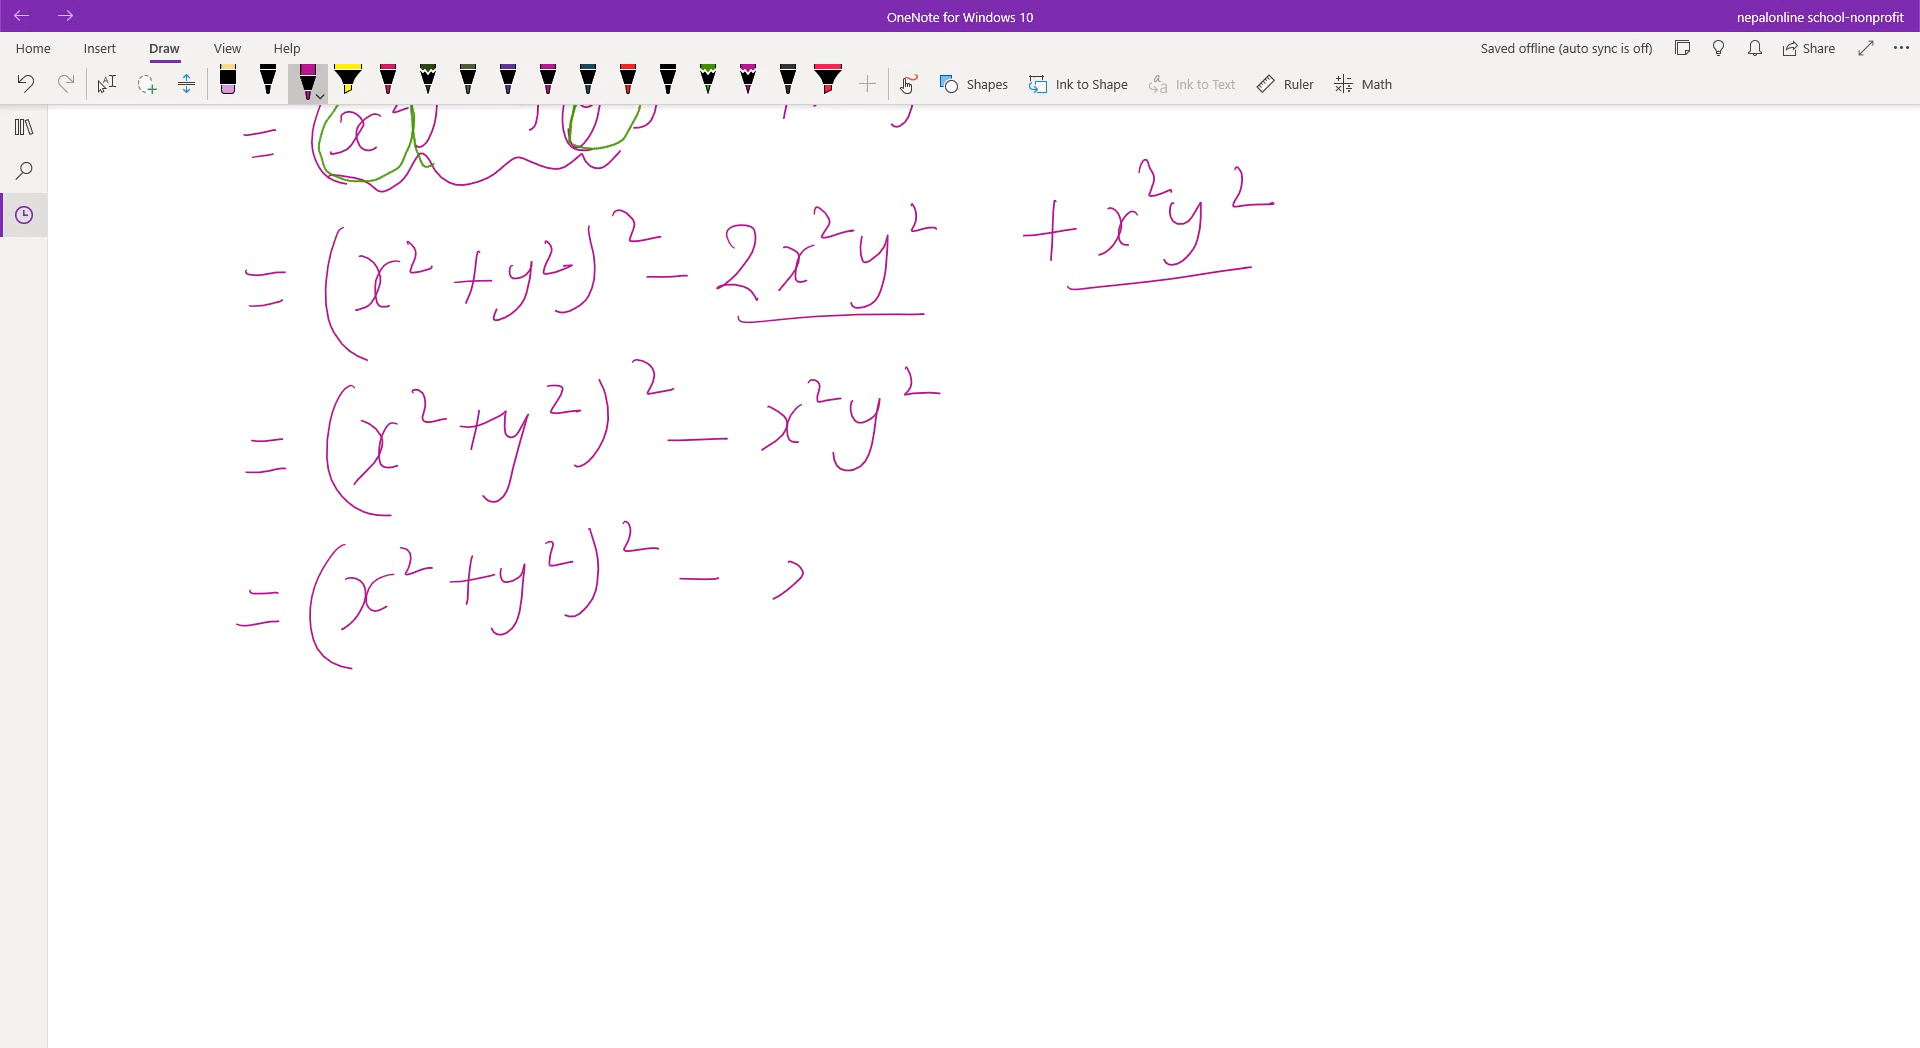 OneNote for Windows 10
nepalonline school-nonprofit
Home Insert Draw View Help
Saved offline (auto sync is off) Share
Shapes Ink to Shape Ink to Text Ruler Math
= (x²
= (x² + y²)² − 2x²y² + x²y²
= (x² + y²)² − x²y²
= (x² + y²)² −